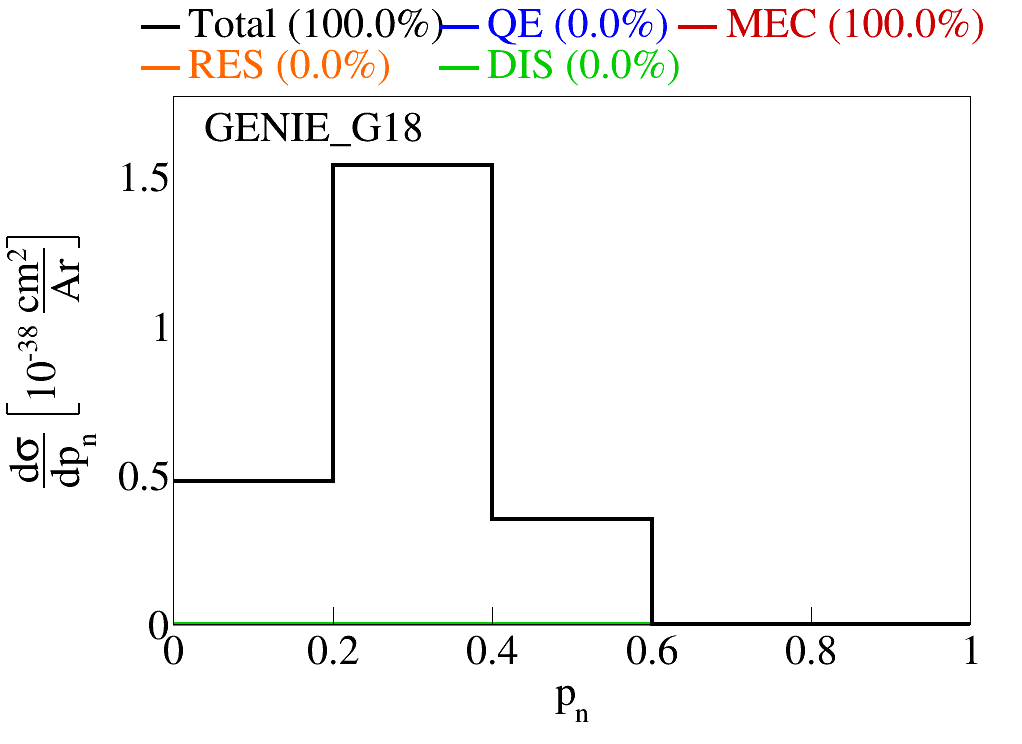 Total (100.0%) QE (0.0%) MEC (100.0%)
RES (0.0%) DIS (0.0%)
GENIE_G18
1.5
1
0.5
0
0 0.2 0.4 0.6 0.8 1
p_n
dσ/dp_n [10^-38 cm^2/Ar]